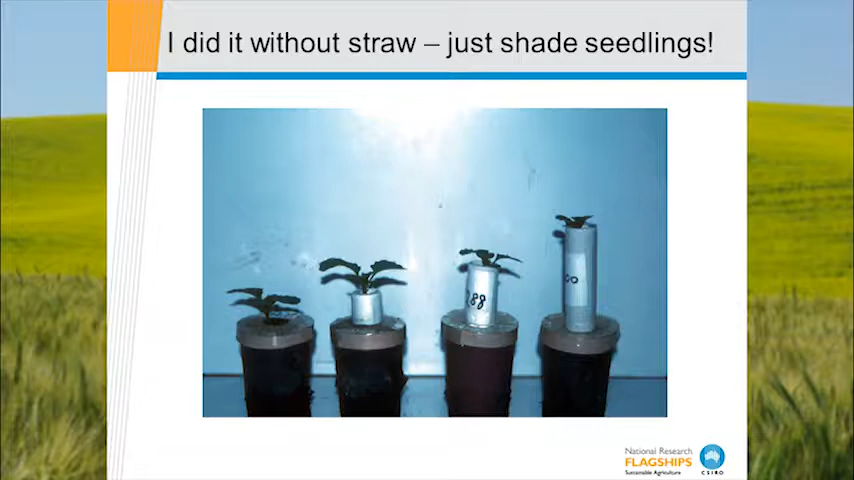 I did it without straw – just shade seedlings!
88
National Research
FLAGSHIPS
Sustainable Agriculture
CSIRO